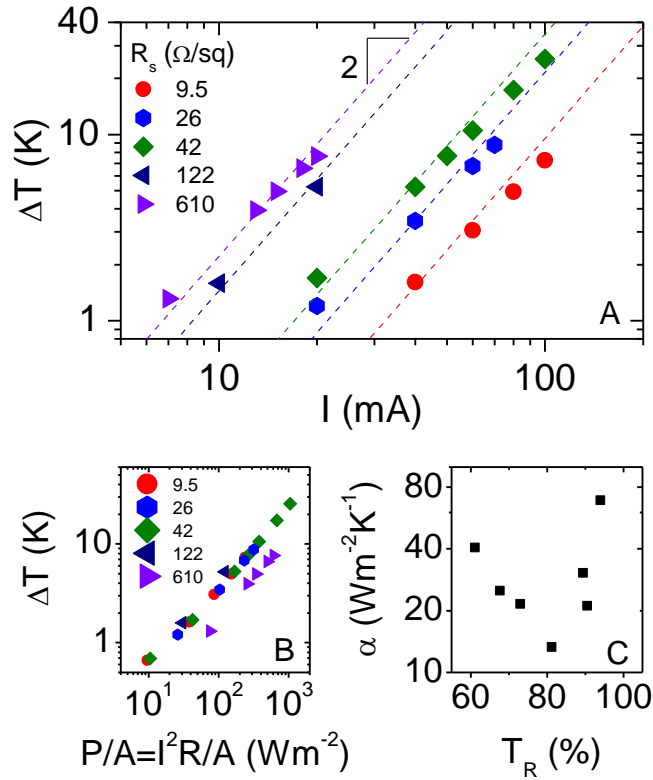 40
10
1
ΔT (K)
R_s (Ω/sq)
9.5
26
42
122
610
2
A
10
100
I (mA)
10
1
ΔT (K)
9.5
26
42
122
610
B
10^1
10^2
10^3
P/A=I^2R/A (Wm^-2)
80
40
20
10
α (Wm^-2K^-1)
C
60
80
100
T_R (%)